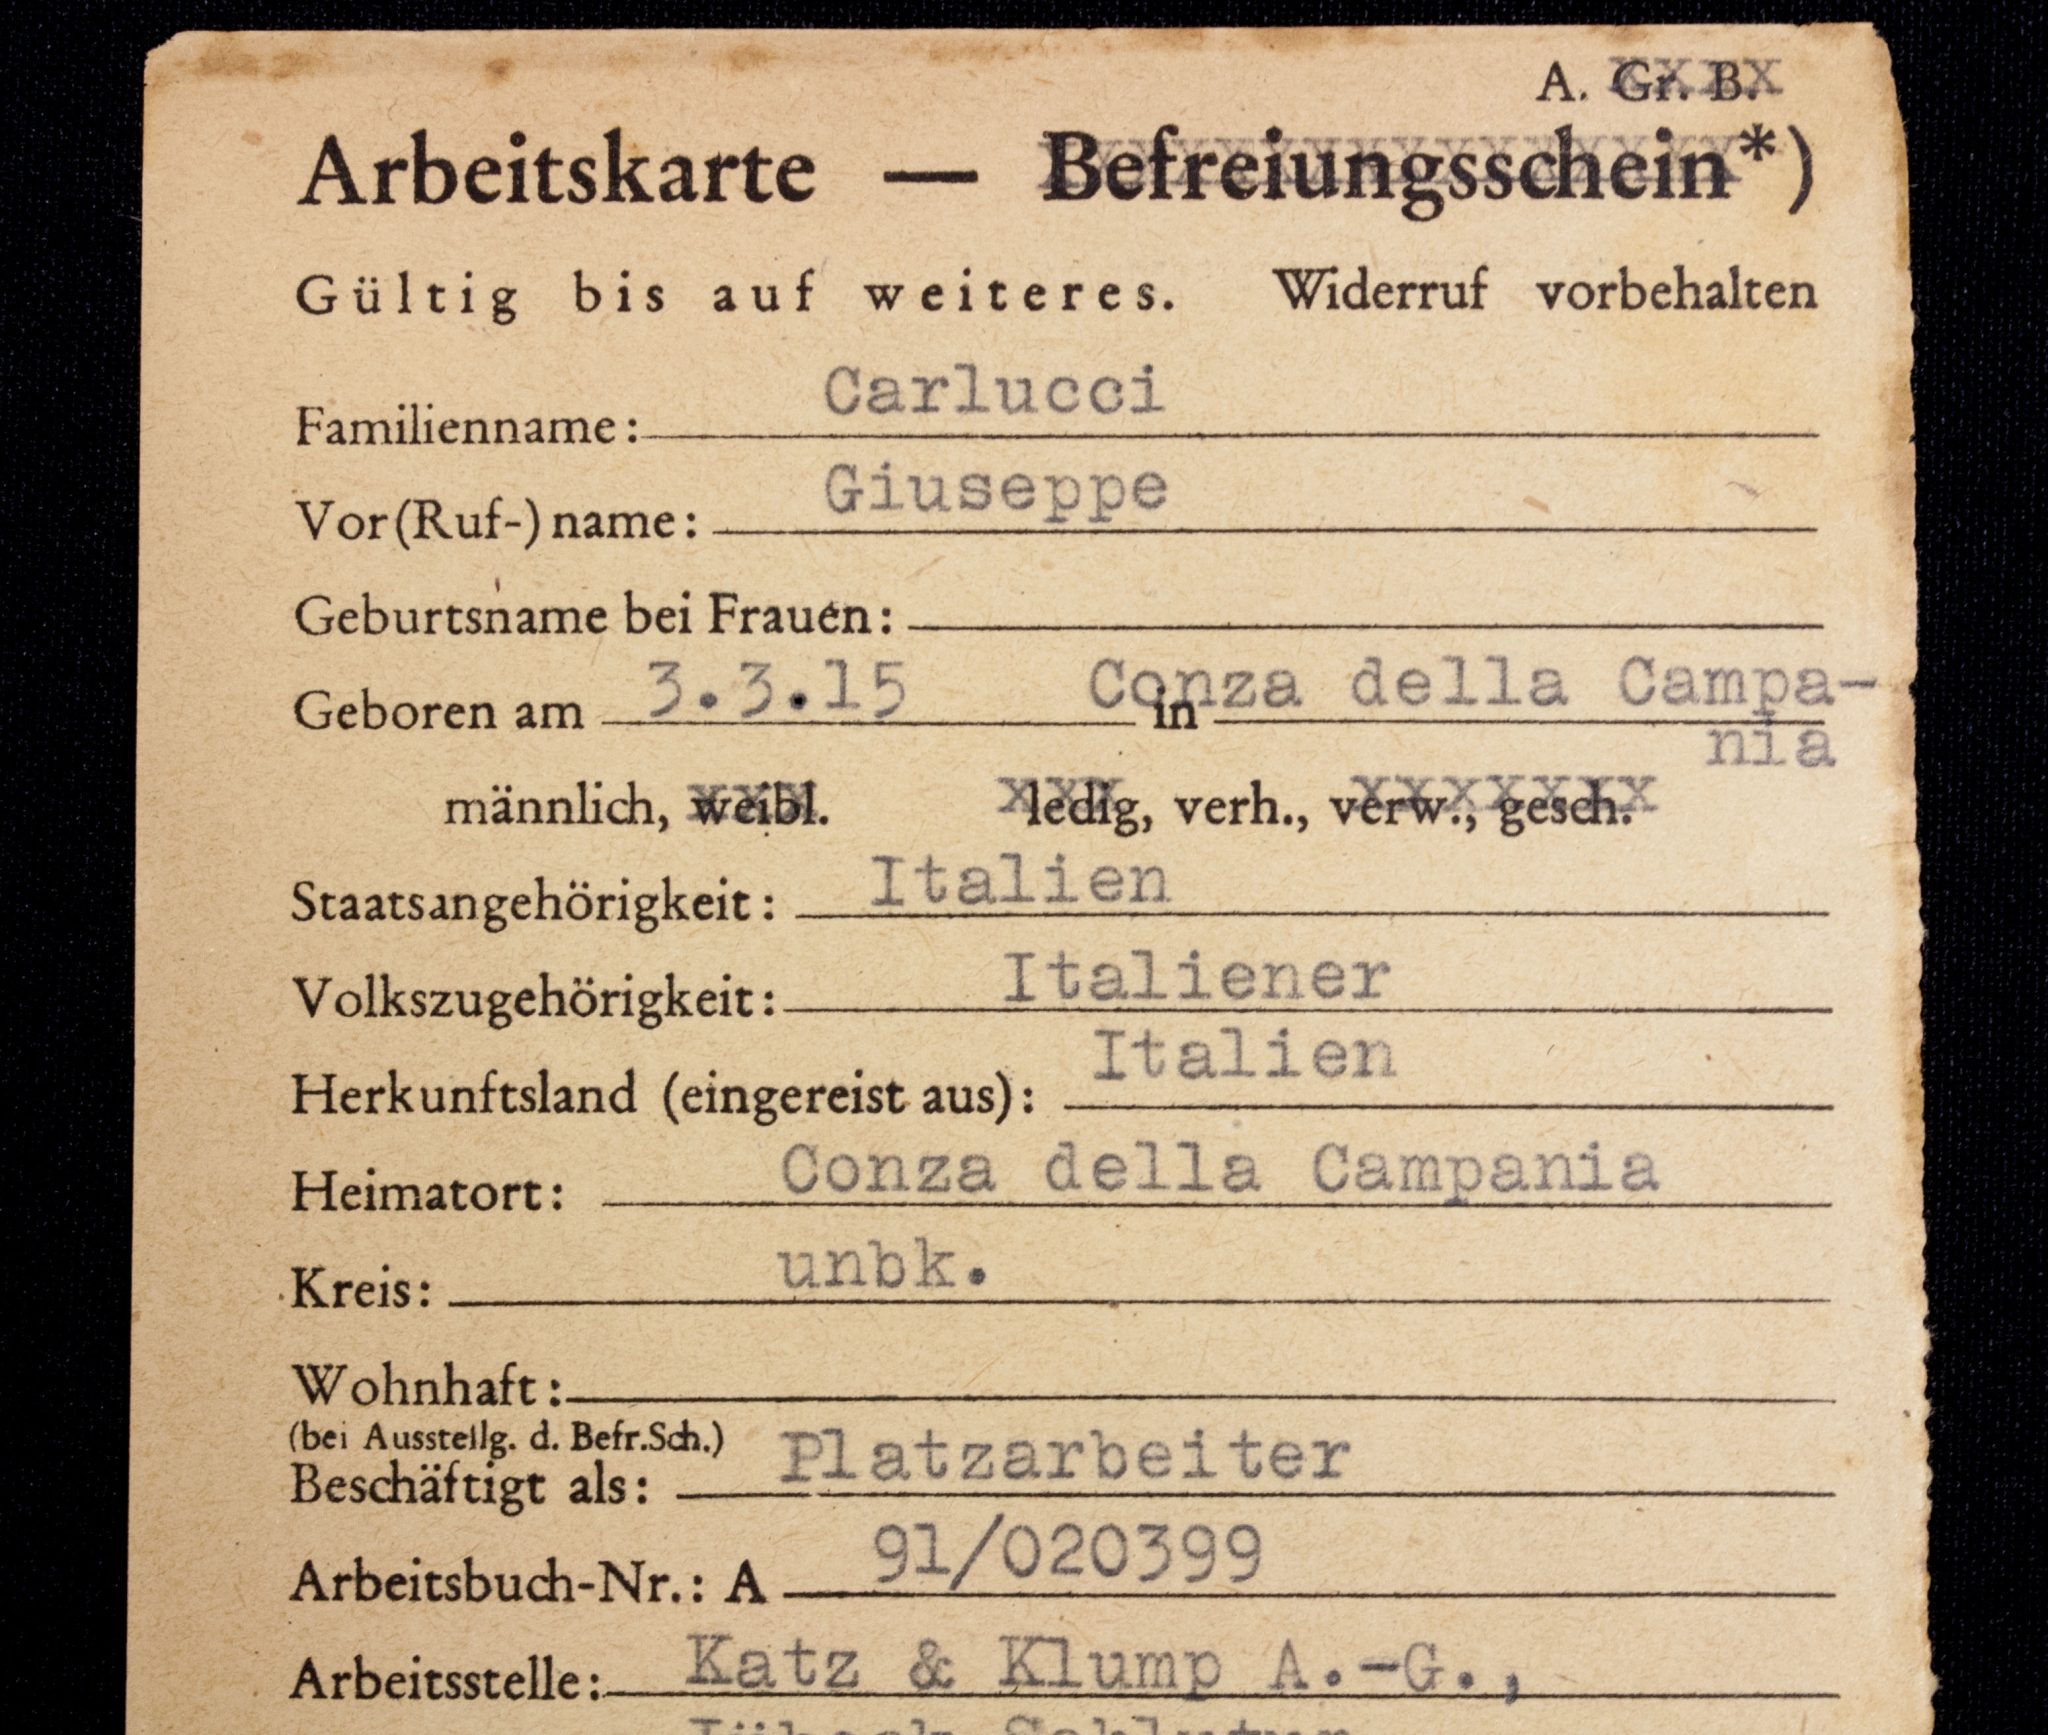 A. Gr. B.
Arbeitskarte — Befreiungsschein*)
Gültig bis auf weiteres. Widerruf vorbehalten
Familienname: Carlucci
Vor(Ruf-)name: Giuseppe
Geburtsname bei Frauen:
Geboren am 3.3.15 in Conza della Campa-
nia
männlich, weibl. ledig, verh., verw., gesch.
Staatsangehörigkeit: Italien
Volkszugehörigkeit: Italiener
Herkunftsland (eingereist aus): Italien
Heimatort: Conza della Campania
Kreis: unbk.
Wohnhaft:
(bei Ausstellg. d. Befr.Sch.)
Beschäftigt als: Platzarbeiter
Arbeitsbuch-Nr.: A 91/020399
Arbeitsstelle: Katz & Klump A.-G.,
Lübeck